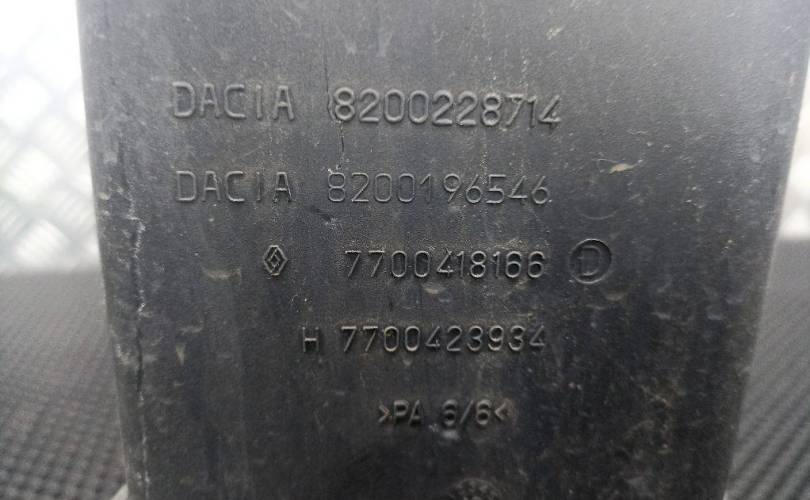 DACIA 8200228714
DACIA 8200196546
7700418166 D
H 7700423934
>PA 6/6<